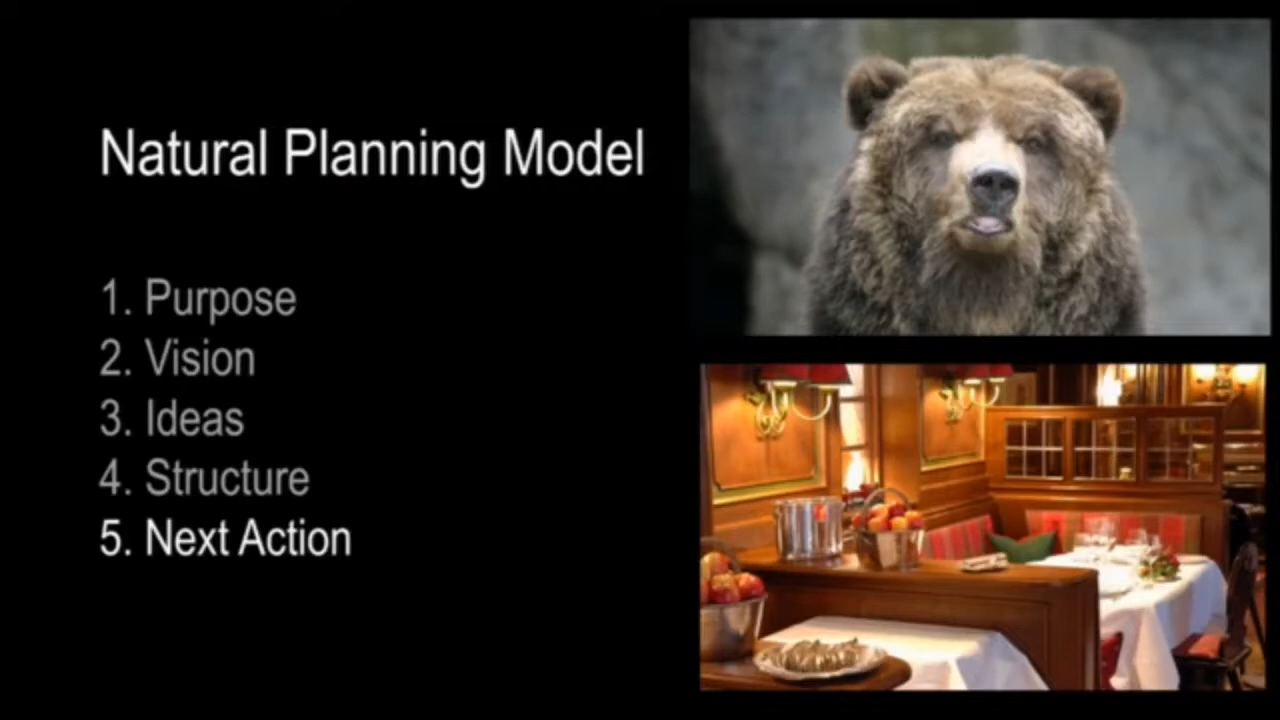 Natural Planning Model
1. Purpose
2. Vision
3. Ideas
4. Structure
5. Next Action